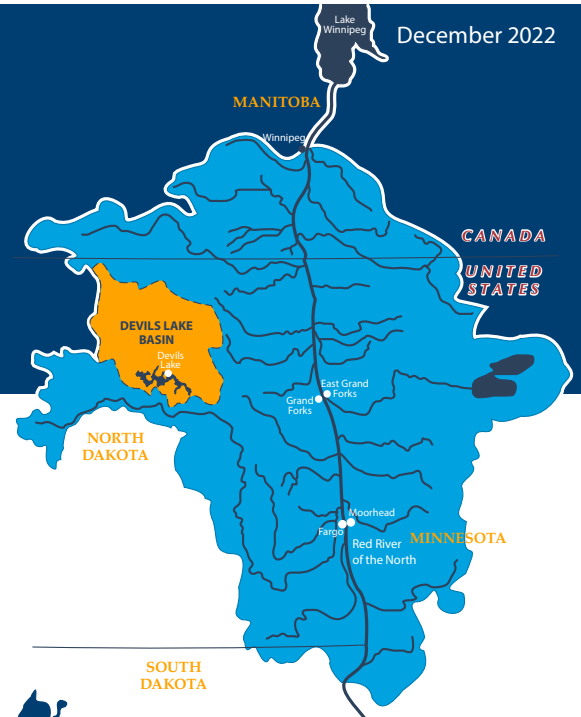 Lake
Winnipeg
December 2022
MANITOBA
Winnipeg
CANADA
UNITED
STATES
DEVILS LAKE
BASIN
Devils
Lake
East Grand
Forks
Grand
Forks
NORTH
DAKOTA
Moorhead
Fargo
MINNESOTA
Red River
of the North
SOUTH
DAKOTA